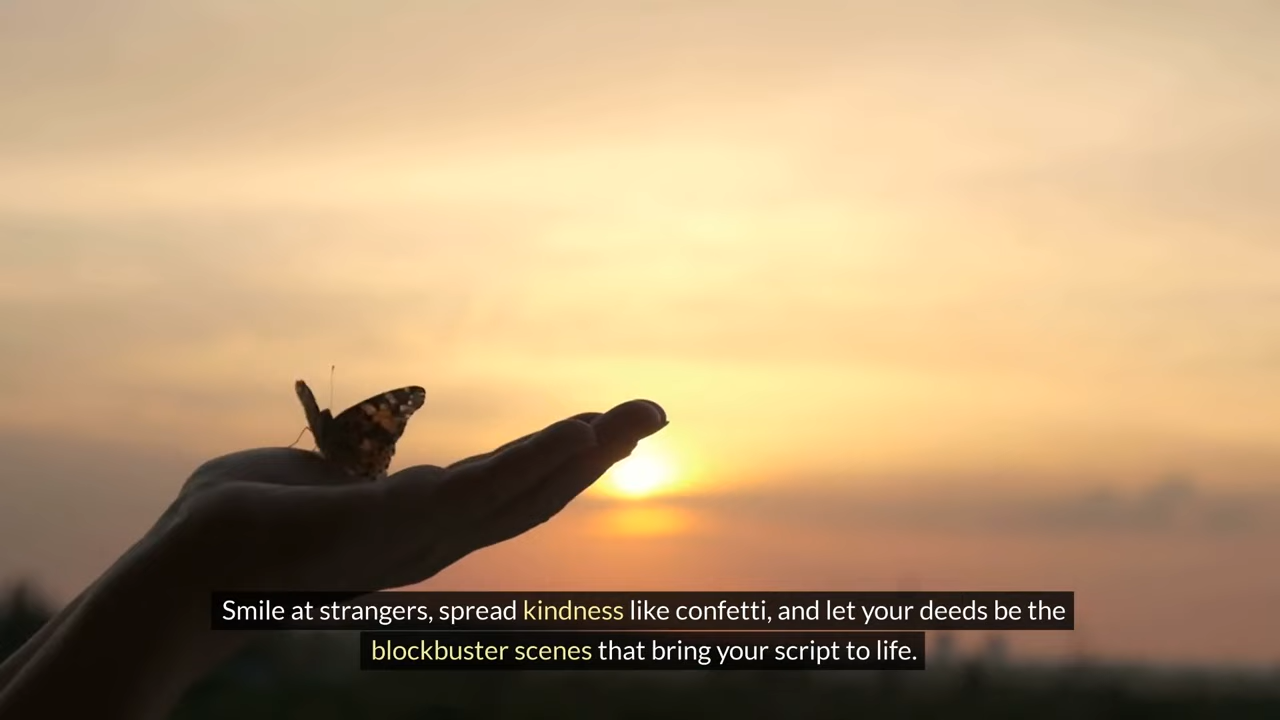 Smile at strangers, spread kindness like confetti, and let your deeds be the
blockbuster scenes that bring your script to life.